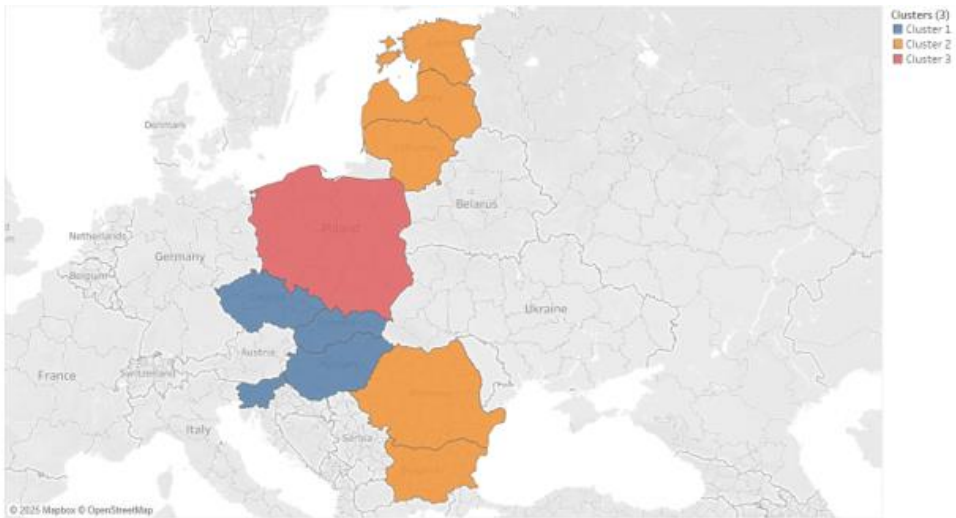 Clusters (3)
Cluster 1
Cluster 2
Cluster 3
Denmark
Belarus
Netherlands
Germany
Belgium
Poland
Ukraine
Austria
Switzerland
France
Italy
Serbia
© 2025 Mapbox © OpenStreetMap